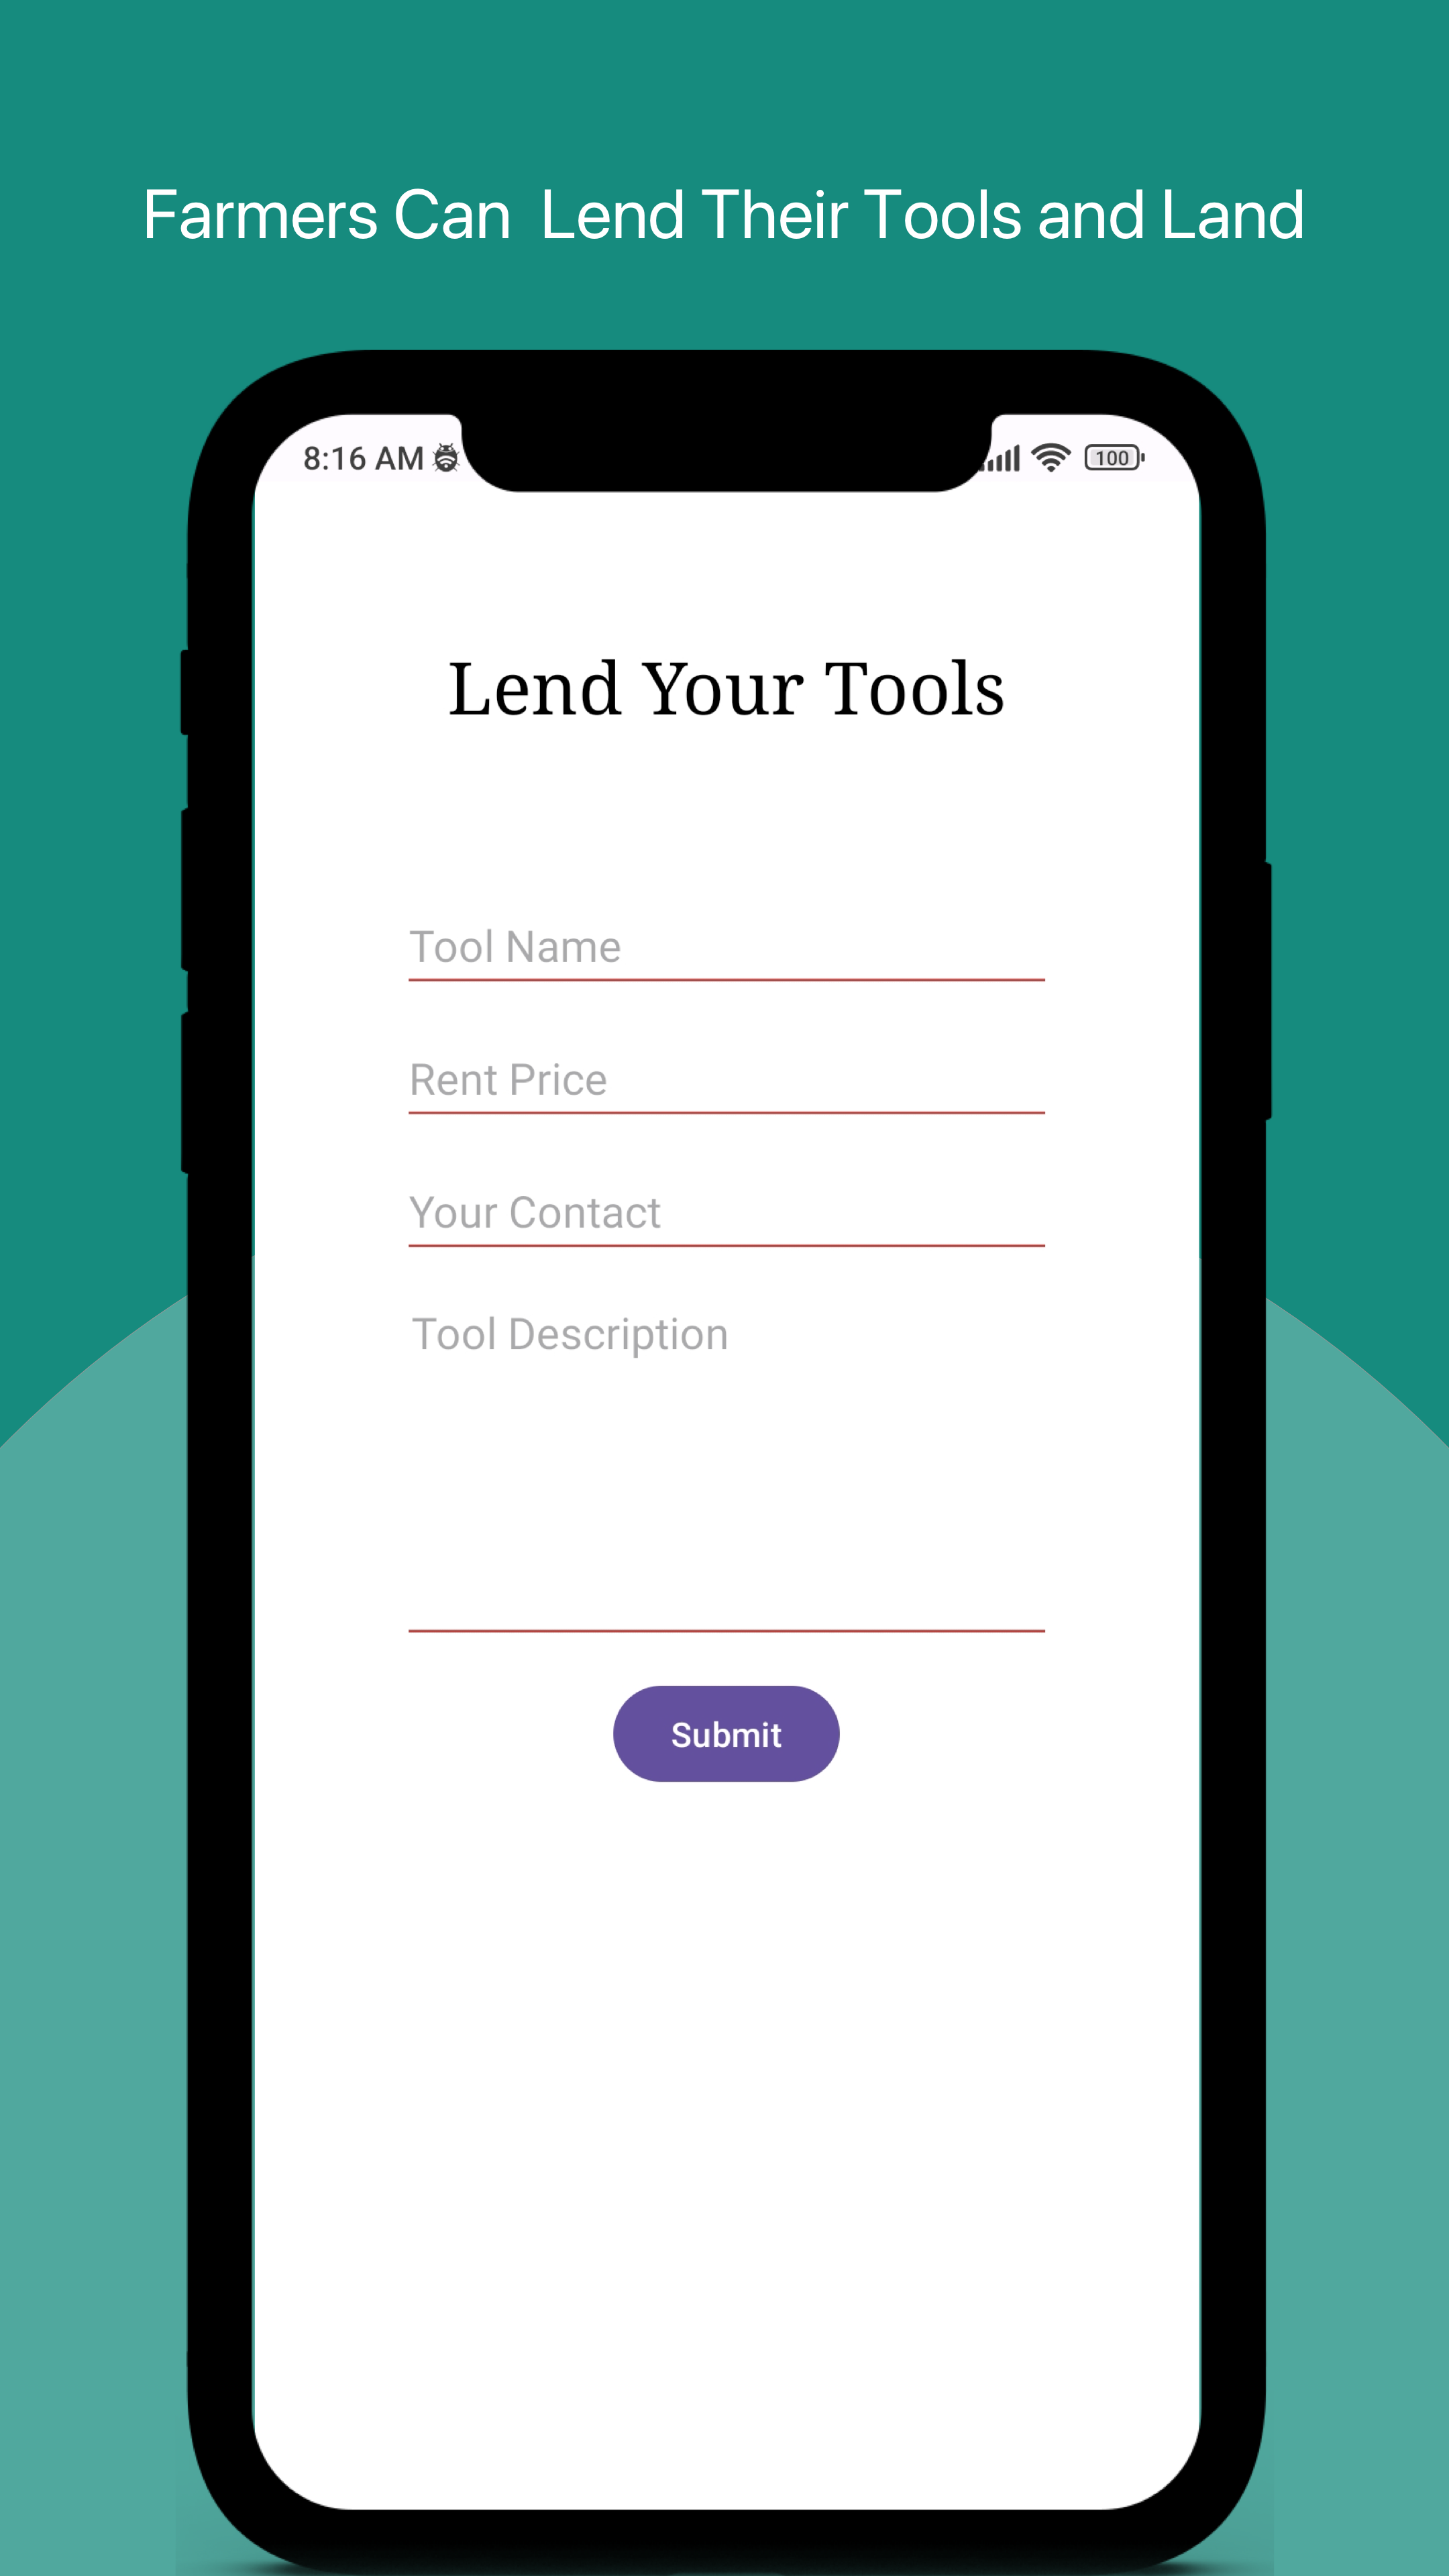 Farmers Can  Lend Their Tools and Land
8:16 AM
100
Lend Your Tools
Tool Name
Rent Price
Your Contact
Tool Description
Submit